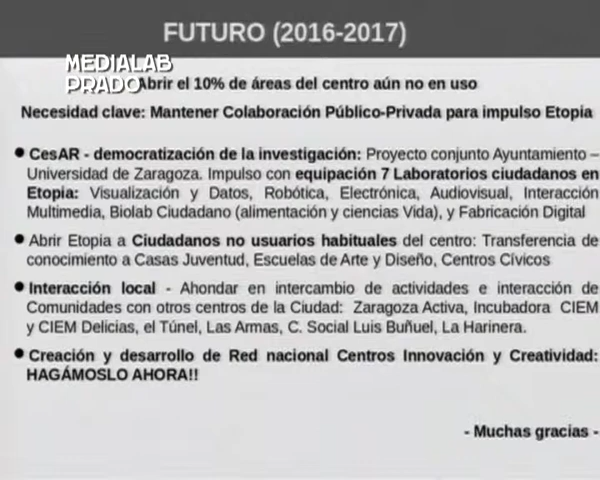 FUTURO (2016-2017)
MEDIALAB
PRADO
Abrir el 10% de áreas del centro aún no en uso
Necesidad clave: Mantener Colaboración Público-Privada para impulso Etopia
● CesAR - democratización de la investigación: Proyecto conjunto Ayuntamiento –
Universidad de Zaragoza. Impulso con equipación 7 Laboratorios ciudadanos en
Etopia: Visualización y Datos, Robótica, Electrónica, Audiovisual, Interacción
Multimedia, Biolab Ciudadano (alimentación y ciencias Vida), y Fabricación Digital
● Abrir Etopia a Ciudadanos no usuarios habituales del centro: Transferencia de
conocimiento a Casas Juventud, Escuelas de Arte y Diseño, Centros Cívicos
● Interacción local - Ahondar en intercambio de actividades e interacción de
Comunidades con otros centros de la Ciudad: Zaragoza Activa, Incubadora CIEM
y CIEM Delicias, el Túnel, Las Armas, C. Social Luis Buñuel, La Harinera.
● Creación y desarrollo de Red nacional Centros Innovación y Creatividad:
HAGÁMOSLO AHORA!!
- Muchas gracias -